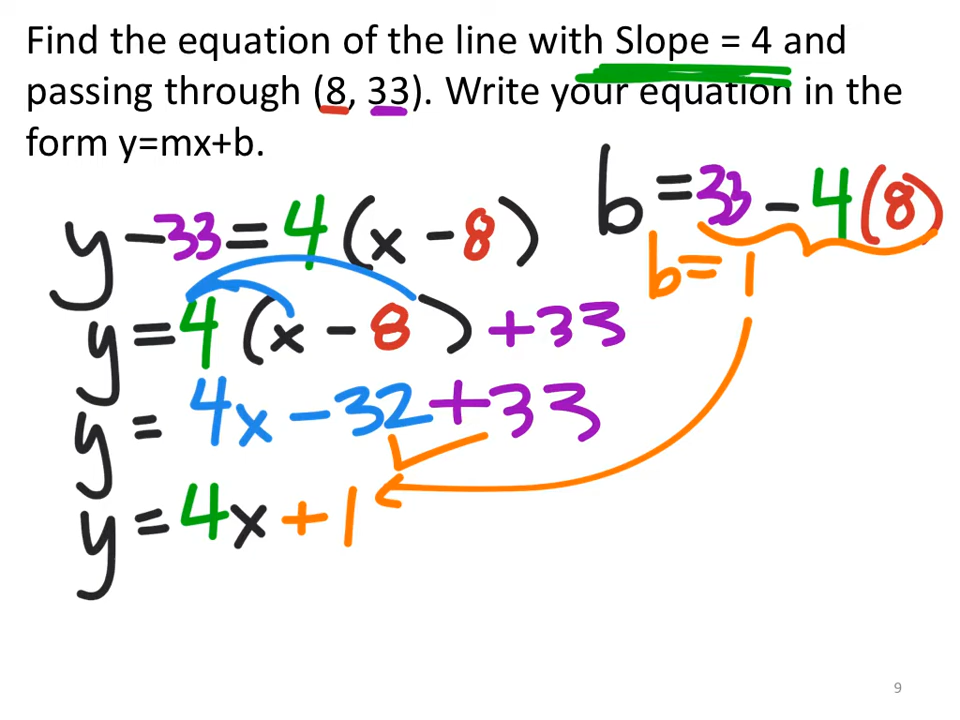 Find the equation of the line with Slope = 4 and
passing through (8, 33). Write your equation in the
form y=mx+b.
b = 33 - 4(8)
b = 1
y - 33 = 4(x - 8)
y = 4(x - 8) + 33
y = 4x - 32 + 33
y = 4x + 1
9